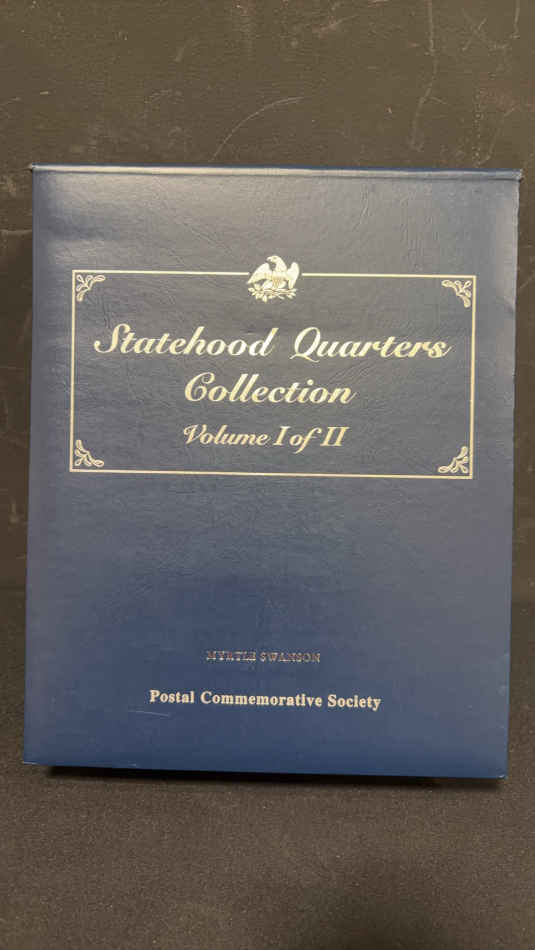 Statehood Quarters
Collection
Volume I of II
MYRTLE SWANSON
Postal Commemorative Society